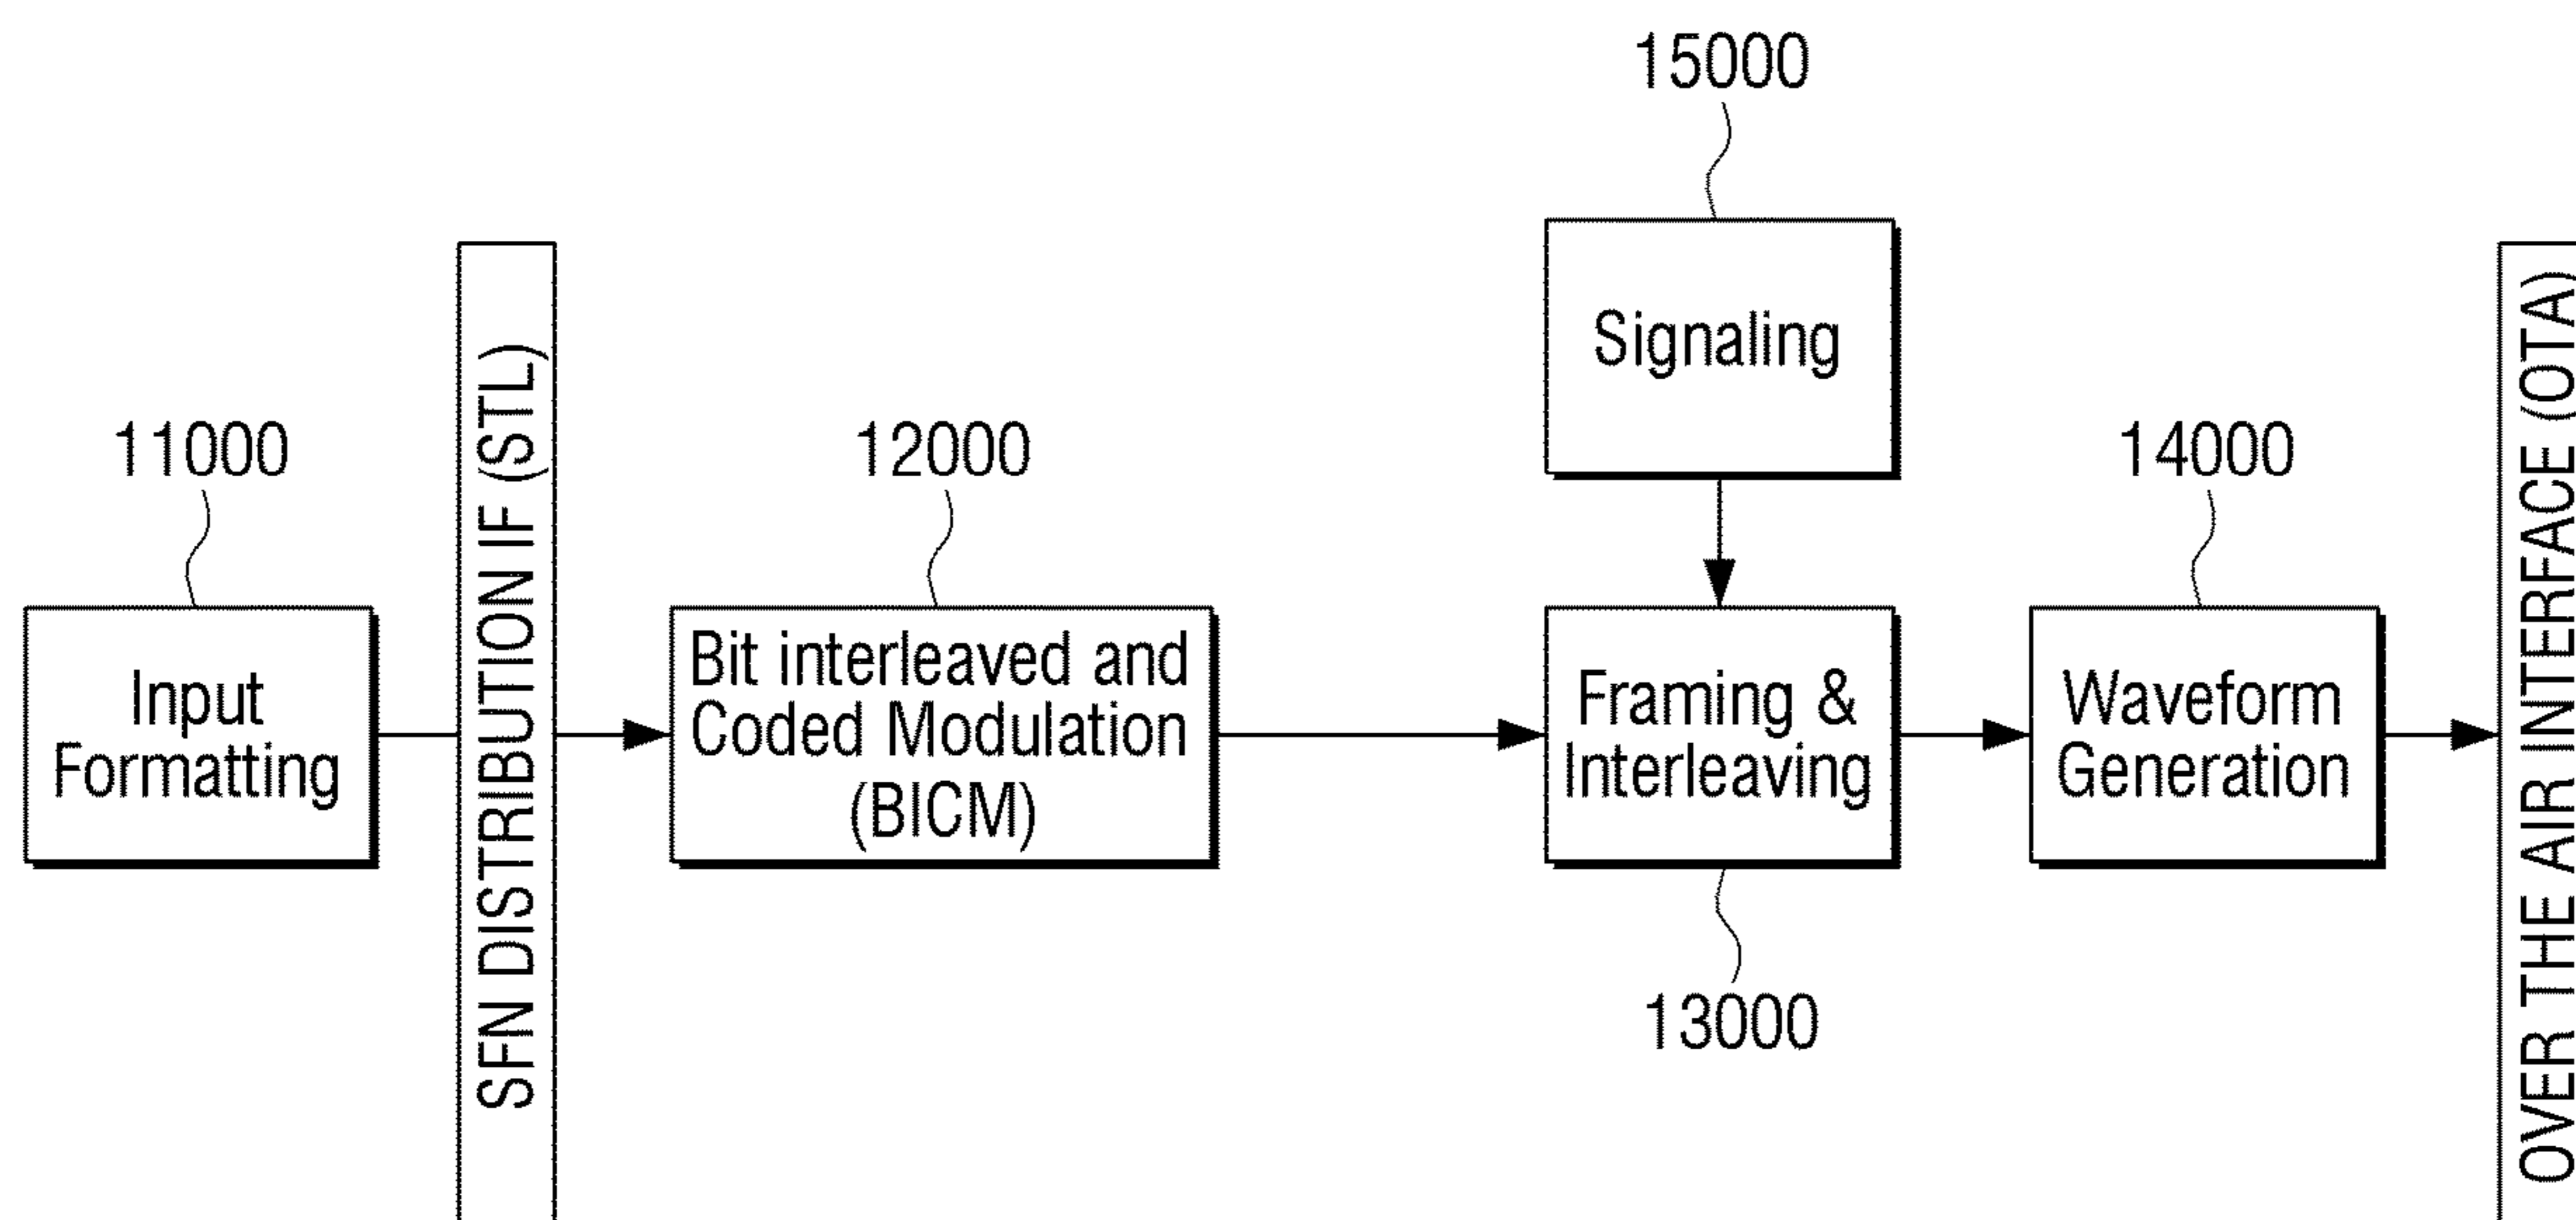 15000
Signaling
11000
Input
Formatting
SFN DISTRIBUTION IF (STL)
12000
Bit interleaved and
Coded Modulation
(BICM)
Framing &
Interleaving
13000
14000
Waveform
Generation
OVER THE AIR INTERFACE (OTA)